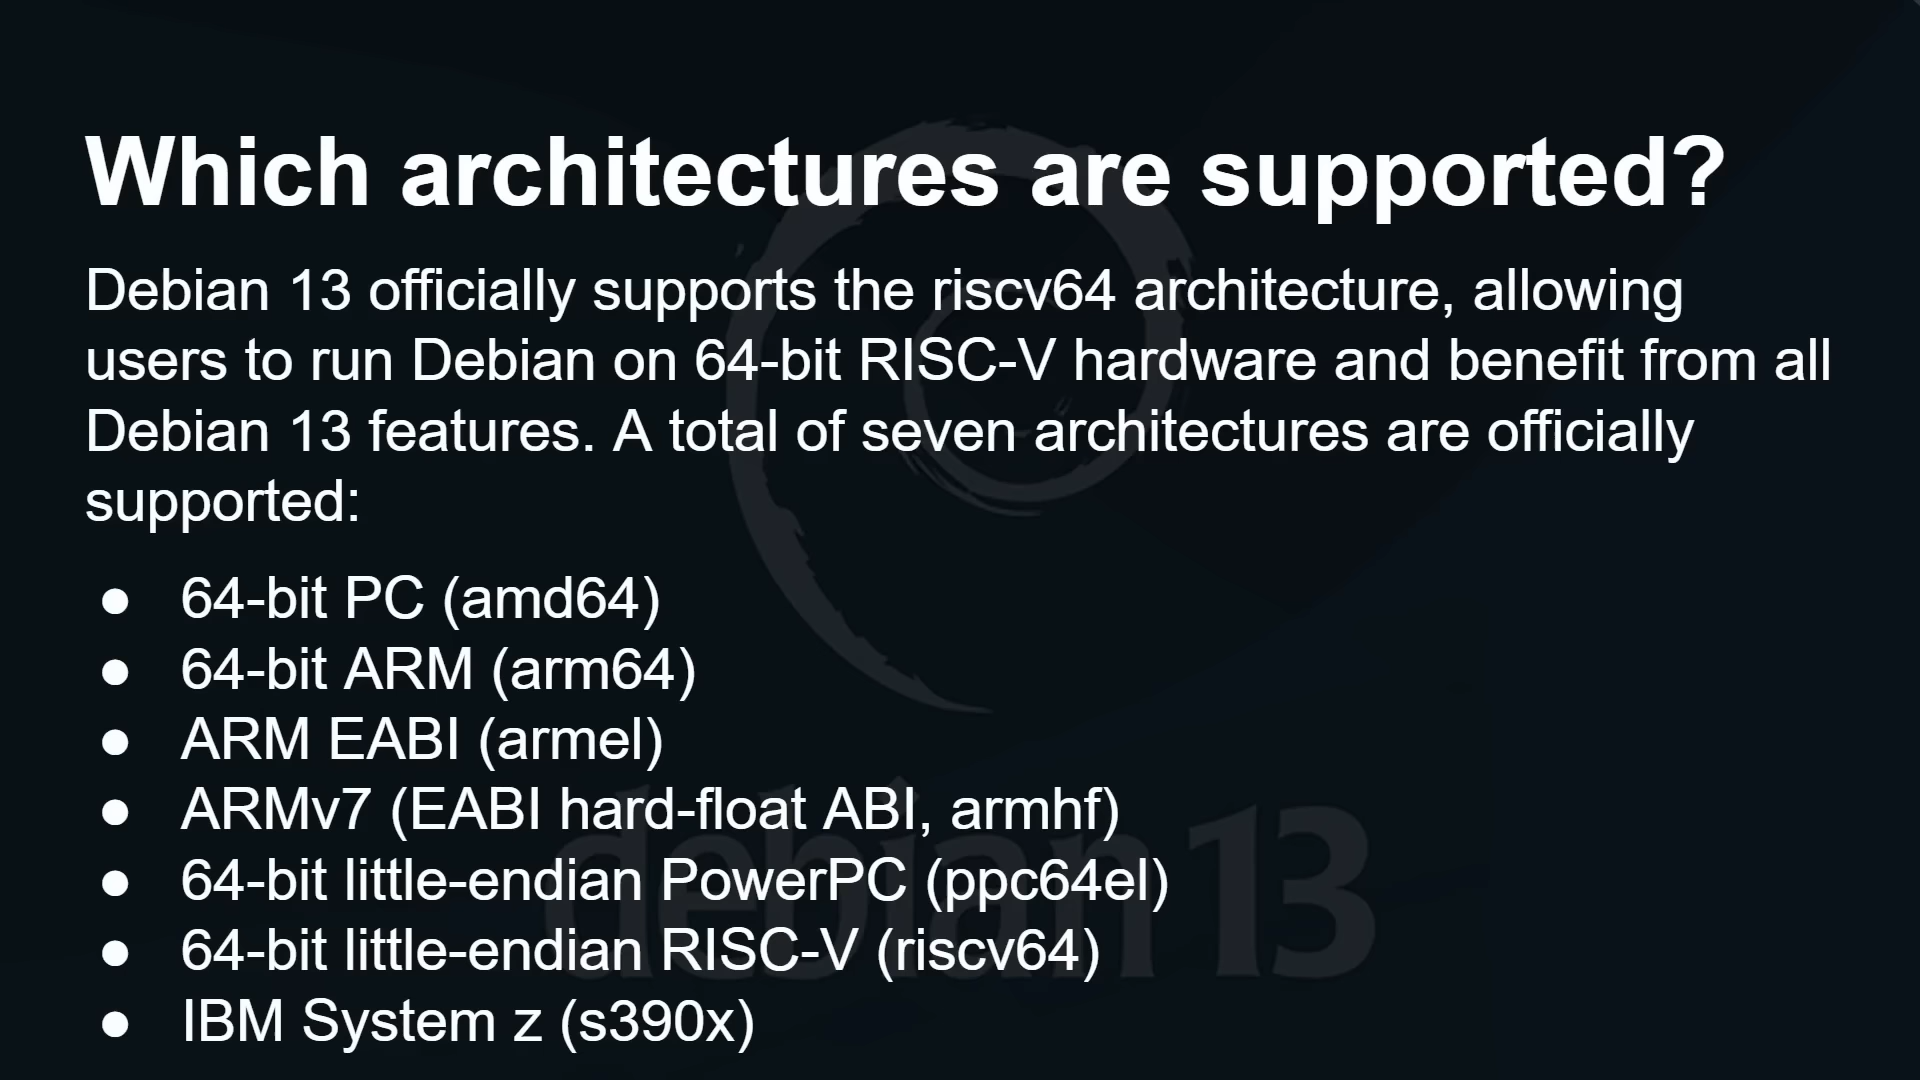 Which architectures are supported?
Debian 13 officially supports the riscv64 architecture, allowing
users to run Debian on 64-bit RISC-V hardware and benefit from all
Debian 13 features. A total of seven architectures are officially
supported:
● 64-bit PC (amd64)
● 64-bit ARM (arm64)
● ARM EABI (armel)
● ARMv7 (EABI hard-float ABI, armhf)
● 64-bit little-endian PowerPC (ppc64el)
● 64-bit little-endian RISC-V (riscv64)
● IBM System z (s390x)
debian 13